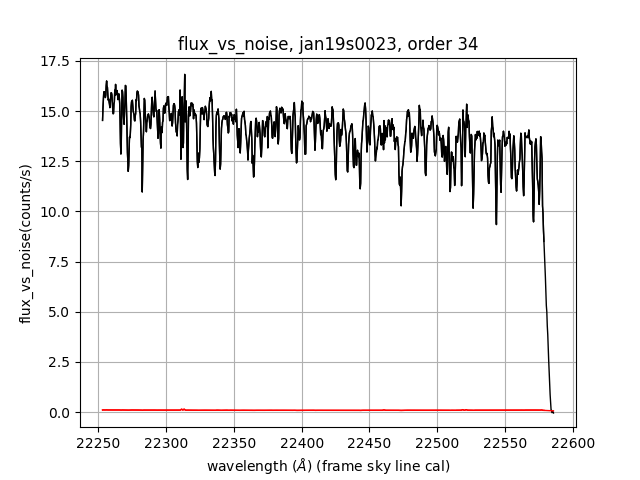 flux_vs_noise, jan19s0023, order 34
17.5
15.0
12.5
10.0
7.5
5.0
2.5
0.0
flux_vs_noise(counts/s)
22250 22300 22350 22400 22450 22500 22550 22600
wavelength (Å) (frame sky line cal)